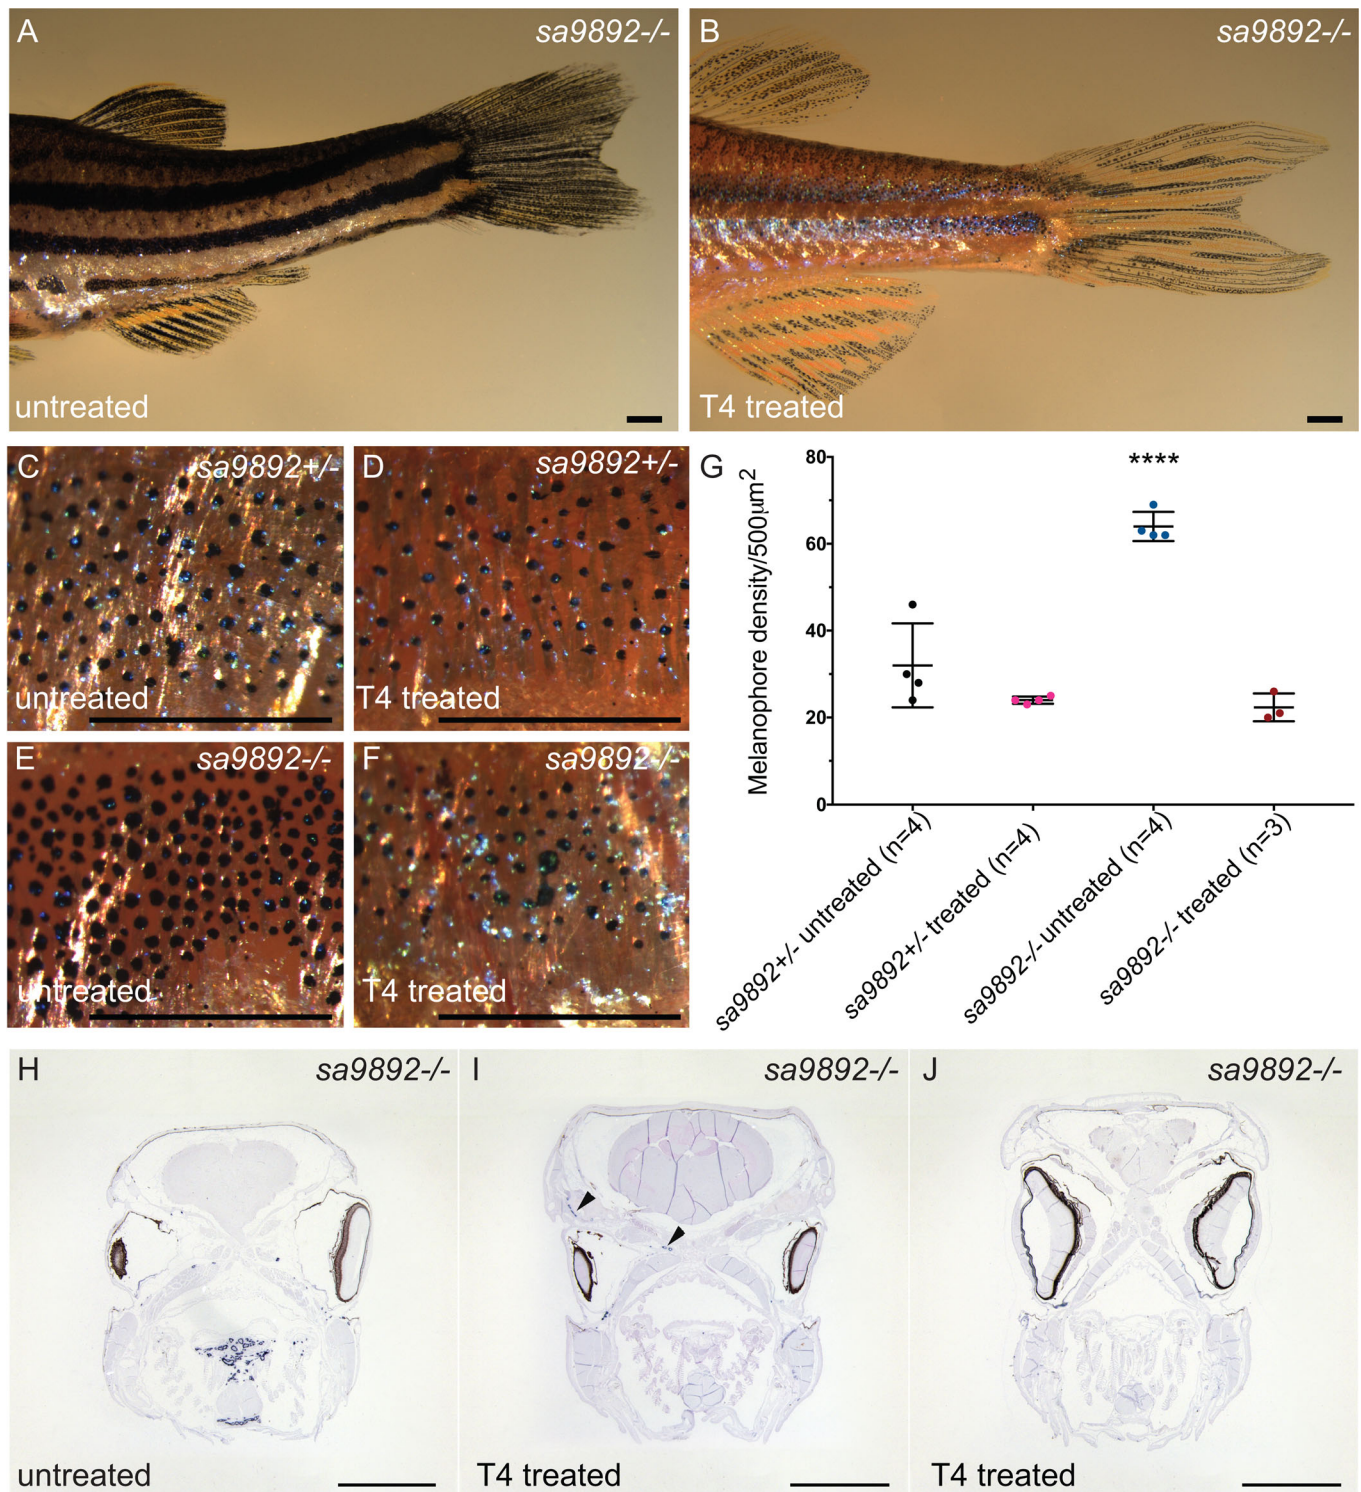 A
sa9892-/-
untreated
B
sa9892-/-
T4 treated
C
sa9892+/-
untreated
D
sa9892+/-
T4 treated
E
sa9892-/-
untreated
F
sa9892-/-
T4 treated
G
Melanophore density/500µm2
80
60
40
20
0
****
sa9892+/- untreated (n=4)
sa9892+/- treated (n=4)
sa9892-/- untreated (n=4)
sa9892-/- treated (n=3)
H
sa9892-/-
untreated
I
sa9892-/-
T4 treated
J
sa9892-/-
T4 treated